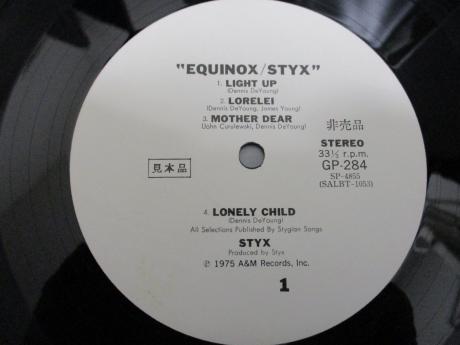 "EQUINOX/STYX"
1. LIGHT UP
(Dennis DeYoung)
2. LORELEI
(Dennis DeYoung, James Young)
3. MOTHER DEAR
(John Curulewski, Dennis DeYoung)
非売品
STEREO
33⅓ r.p.m.
GP-284
SP-4855
(SALBT-1053)
見本品
4. LONELY CHILD
(Dennis DeYoung)
All Selections Published By Stygian Songs
STYX
Produced by Styx
℗ 1975 A&M Records, Inc.
1